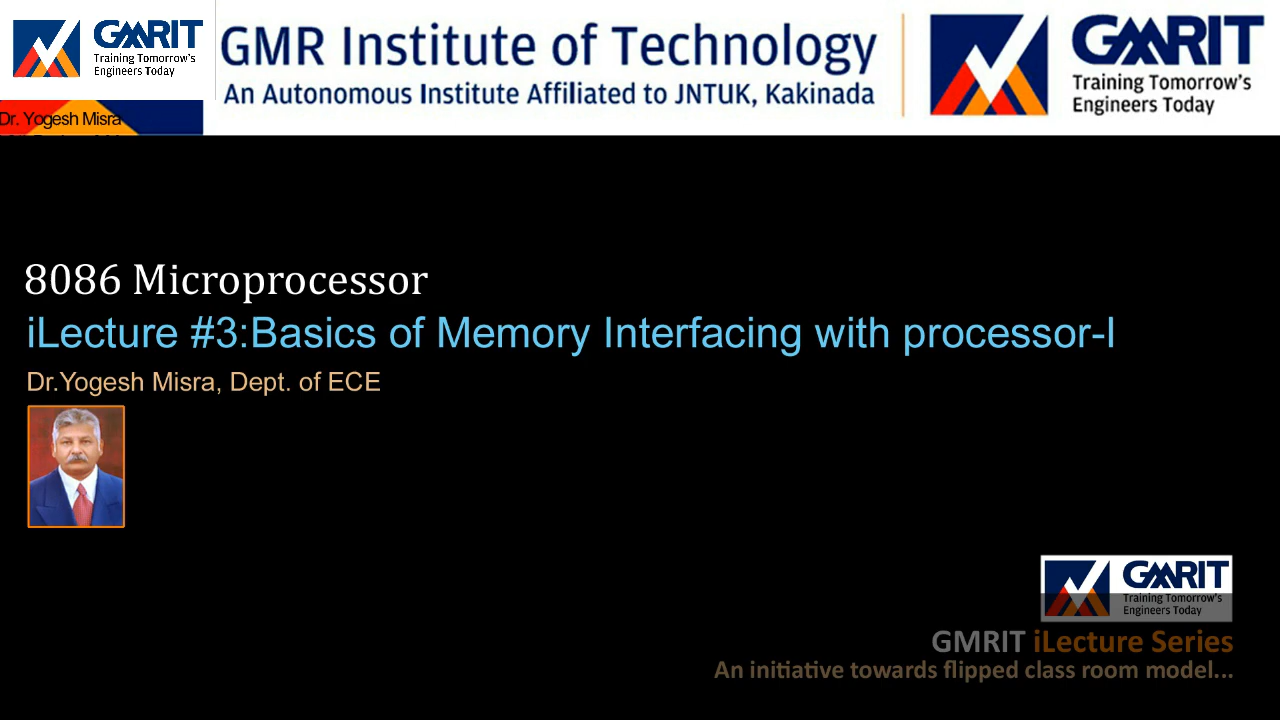 GMRIT
Training Tomorrow's
Engineers Today
GMR Institute of Technology
An Autonomous Institute Affiliated to JNTUK, Kakinada
GMRIT
Training Tomorrow's
Engineers Today
Dr. Yogesh Misra
8086 Microprocessor
iLecture #3:Basics of Memory Interfacing with processor-I
Dr.Yogesh Misra, Dept. of ECE
GMRIT
Training Tomorrow's
Engineers Today
GMRIT iLecture Series
An initiative towards flipped class room model...